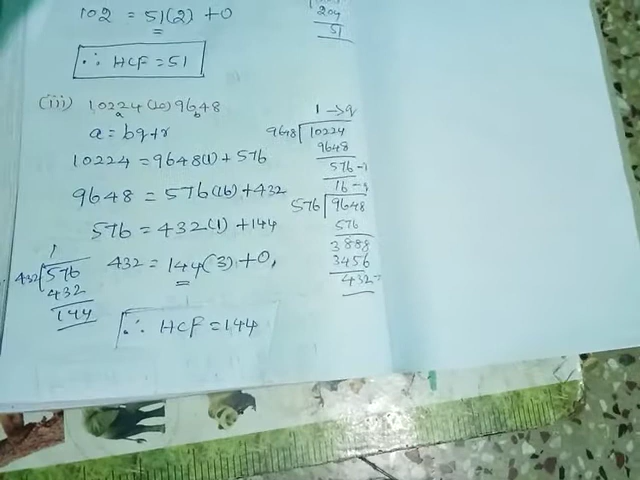 102 = 51(2) + 0
204
51
∴ HCF = 51
(iii) 10224 (10) 9648
a b
a = bq+r
10224 = 9648(1) + 576
9648 = 576(16) + 432
576 = 432(1) + 144
432 = 144(3) + 0,
∴ HCF = 144
1 → q
9648 ) 10224
9648
576
16
576 ) 9648
576
3888
3456
432
1
432 ) 576
432
144